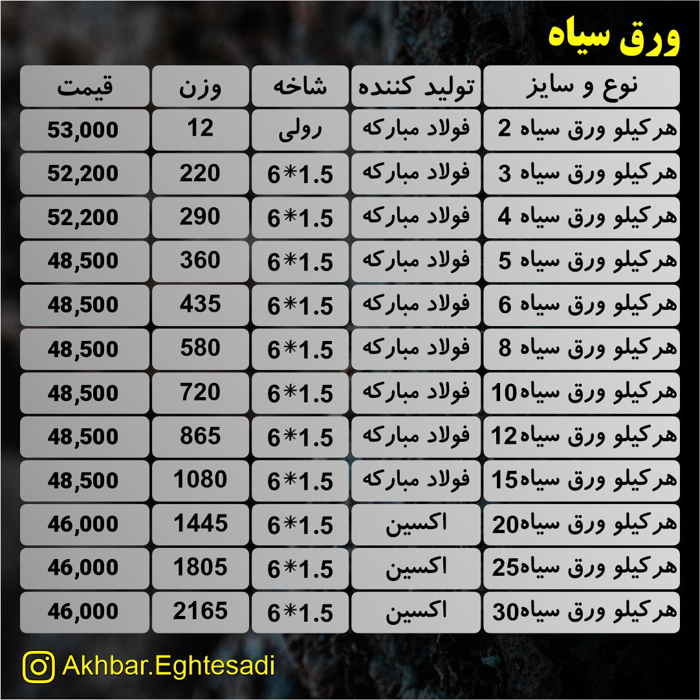 ورق سیاه
نوع و سایز تولید کننده شاخه وزن قیمت
هرکیلو ورق سیاه 2 فولاد مبارکه رولی 12 53,000
هرکیلو ورق سیاه 3 فولاد مبارکه 6*1.5 220 52,200
هرکیلو ورق سیاه 4 فولاد مبارکه 6*1.5 290 52,200
هرکیلو ورق سیاه 5 فولاد مبارکه 6*1.5 360 48,500
هرکیلو ورق سیاه 6 فولاد مبارکه 6*1.5 435 48,500
هرکیلو ورق سیاه 8 فولاد مبارکه 6*1.5 580 48,500
هرکیلو ورق سیاه10 فولاد مبارکه 6*1.5 720 48,500
هرکیلو ورق سیاه12 فولاد مبارکه 6*1.5 865 48,500
هرکیلو ورق سیاه15 فولاد مبارکه 6*1.5 1080 48,500
هرکیلو ورق سیاه20 اکسین 6*1.5 1445 46,000
هرکیلو ورق سیاه25 اکسین 6*1.5 1805 46,000
هرکیلو ورق سیاه30 اکسین 6*1.5 2165 46,000
Akhbar.Eghtesadi